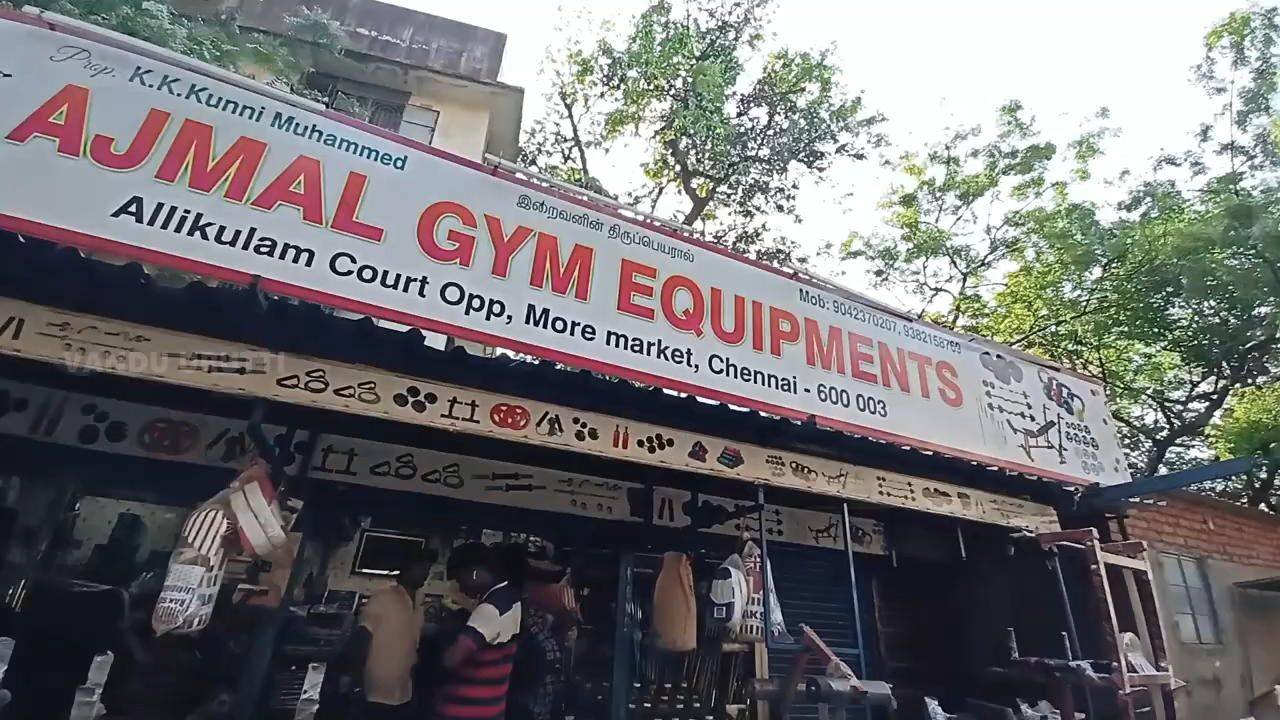 Prop. K.K.Kunni Muhammed
இறைவனின் திருப்பெயரால்
Mob: 9042370207, 9382158769
AJMAL GYM EQUIPMENTS
Allikulam Court Opp, More market, Chennai - 600 003